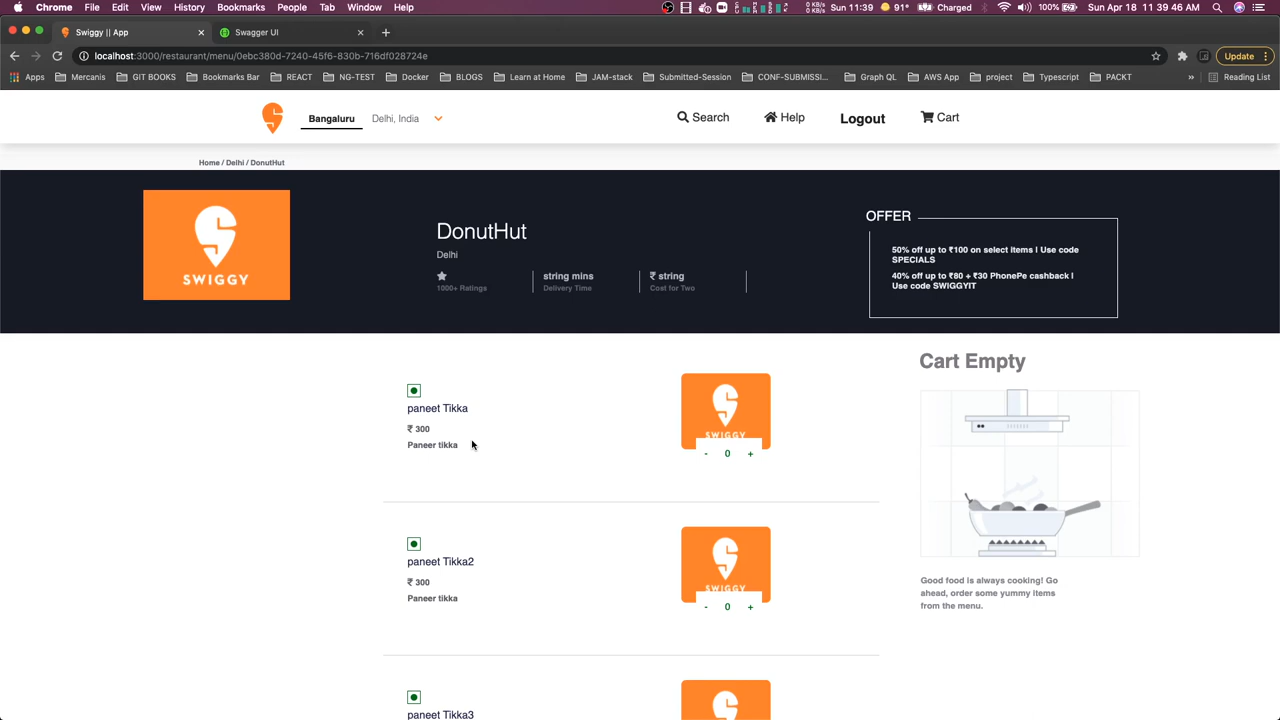 Chrome File Edit View History Bookmarks People Tab Window Help
0 KB/s Sun 11:39 91° Charged 100% Sun Apr 18 11:39:46 AM
Swiggy || App
Swagger UI
localhost:3000/restaurant/menu/0ebc380d-7240-45f6-830b-716df028724e
Update
Apps Mercanis GIT BOOKS Bookmarks Bar REACT NG-TEST Docker BLOGS Learn at Home JAM-stack Submitted-Session CONF-SUBMISSI... Graph QL AWS App project Typescript PACKT » Reading List
Bangaluru Delhi, India Search Help Logout Cart
Home / Delhi / DonutHut
SWIGGY
DonutHut
Delhi
1000+ Ratings
string mins
Delivery Time
₹ string
Cost for Two
OFFER
50% off up to ₹100 on select items | Use code
SPECIALS
40% off up to ₹80 + ₹30 PhonePe cashback |
Use code SWIGGYIT
paneet Tikka
₹ 300
Paneer tikka
SWIGGY
- 0 +
paneet Tikka2
₹ 300
Paneer tikka
SWIGGY
- 0 +
paneet Tikka3
Cart Empty
Good food is always cooking! Go
ahead, order some yummy items
from the menu.